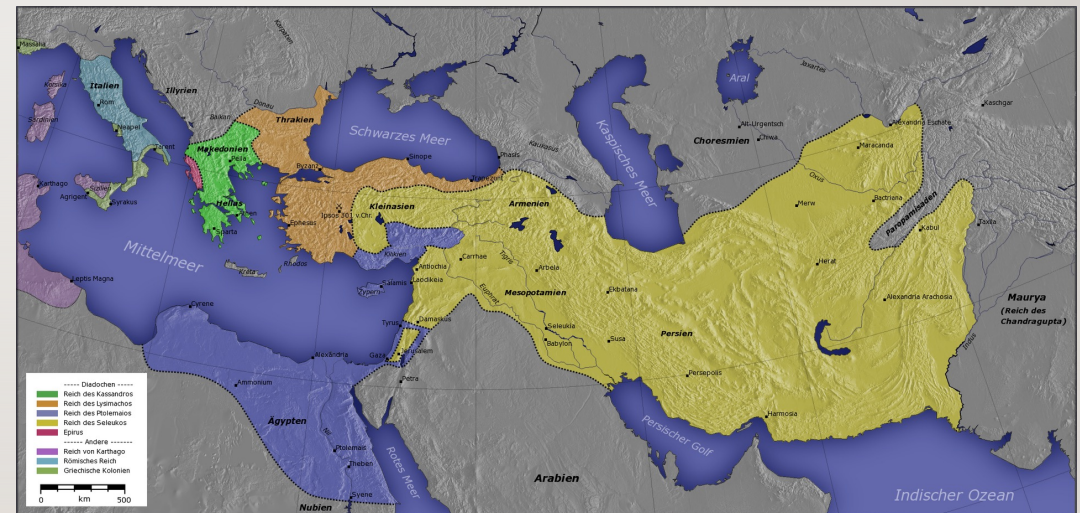 Massalia
Karpaten
Korsika
Italien
Rom
Illyrien
Sardinien
Neapel
Tarent
Donau
Balkan
Thrakien
Schwarzes Meer
Makedonien
Pella
Byzanz
Sinope
Phasis
Kaukasus
Trapezunt
Kaspisches Meer
Aral
Jaxartes
Kaschgar
Alt-Urgentsch
Chiwa
Choresmien
Alexandria Eschate
Maracanda
Oxus
Merw
Bactriana
Paropamisaden
Kabul
Taxila
Karthago
Sizilien
Agrigent
Syrakus
Hellas
Sparta
Ephesus
Ipsos 301 v.Chr.
Kleinasien
Armenien
Kilikien
Kreta
Rhodos
Zypern
Salamis
Antiochia
Laodikeia
Carrhae
Tigris
Arbela
Euphrat
Mesopotamien
Ekbatana
Herat
Alexandria Arachosia
Maurya
(Reich des
Chandragupta)
Indus
Mittelmeer
Leptis Magna
Cyrene
Tyrus
Damaskus
Seleukia
Babylon
Susa
Persien
Alexandria
Gaza
Jerusalem
Petra
Persepolis
Harmosia
Persischer Golf
Ammonium
Ägypten
Nil
Ptolemais
Theben
Syene
Nubien
Rotes Meer
Arabien
Indischer Ozean
----- Diadochen -----
Reich des Kassandros
Reich des Lysimachos
Reich des Ptolemaios
Reich des Seleukos
Epirus
------ Andere ------
Reich von Karthago
Römisches Reich
Griechische Kolonien
0 km 500